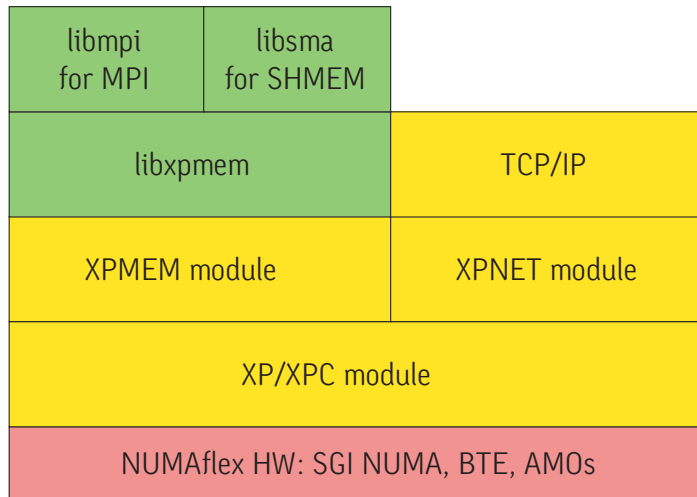 libmpi
for MPI
libsma
for SHMEM
libxpmem
TCP/IP
XPMEM module
XPNET module
XP/XPC module
NUMAflex HW: SGI NUMA, BTE, AMOs